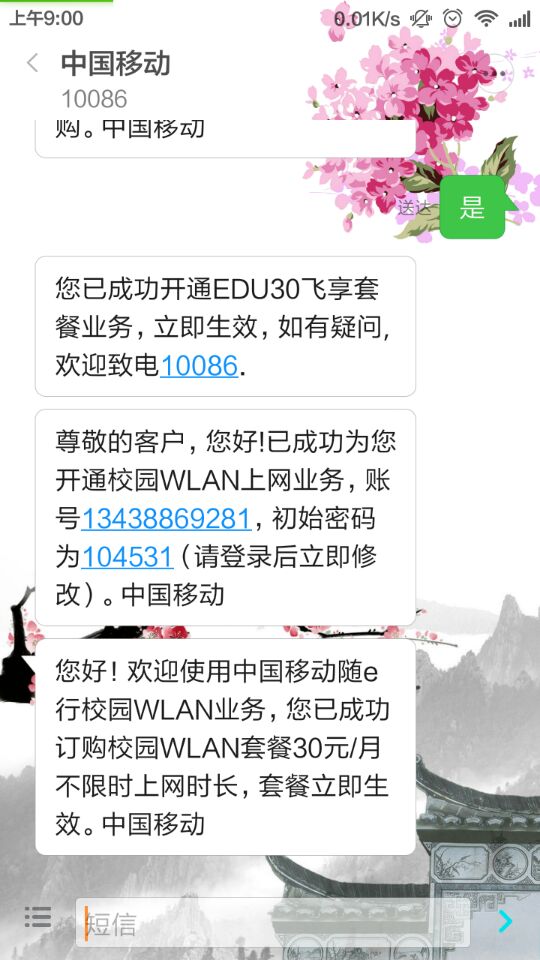 上午9:00
0.01K/s
中国移动
10086
购。中国移动
送达
是
您已成功开通EDU30飞享套
餐业务，立即生效，如有疑问,
欢迎致电10086.
尊敬的客户，您好!已成功为您
开通校园WLAN上网业务，账
号13438869281，初始密码
为104531（请登录后立即修
改）。中国移动
您好！欢迎使用中国移动随e
行校园WLAN业务，您已成功
订购校园WLAN套餐30元/月
不限时上网时长，套餐立即生
效。中国移动
短信